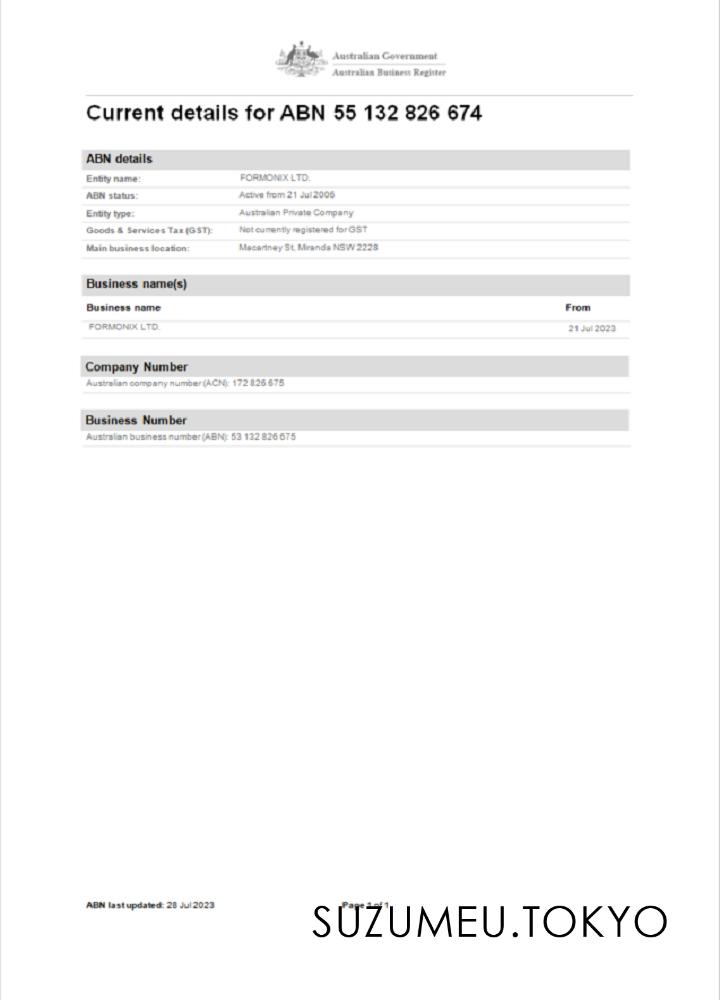 Australian Government
Australian Business Register
Current details for ABN 55 132 826 674
ABN details
Entity name: FORMONIX LTD.
ABN status: Active from 21 Jul 2006
Entity type: Australian Private Company
Goods & Services Tax (GST): Not currently registered for GST
Main business location: Macartney St, Miranda NSW 2228
Business name(s)
Business name From
FORMONIX LTD. 21 Jul 2023
Company Number
Australian company number (ACN): 172 826 675
Business Number
Australian business number (ABN): 53 132 826 675
ABN last updated: 28 Jul 2023 Page 1 of 1
SUZUMEU.TOKYO